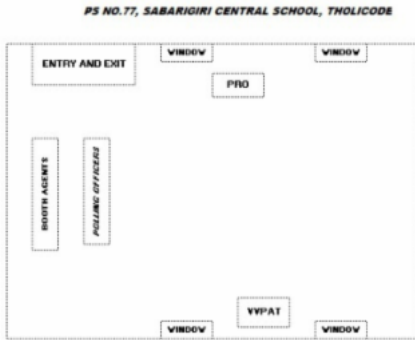 PS NO.77, SABARIGIRI CENTRAL SCHOOL, THOLICODE
ENTRY AND EXIT
WINDOW
WINDOW
PRO
BOOTH AGENTS
POLLING OFFICERS
VVPAT
WINDOW
WINDOW